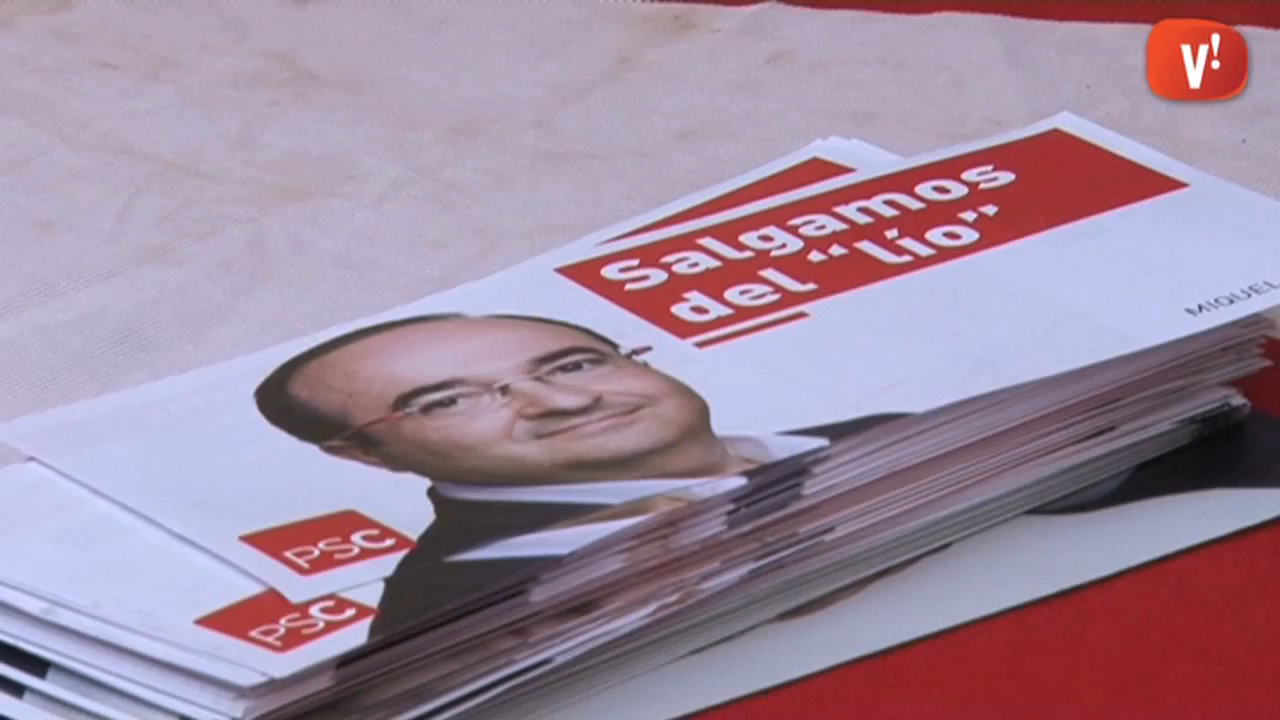 V!
Salgamos
del “lío”
MIQUEL
PSC
PSC